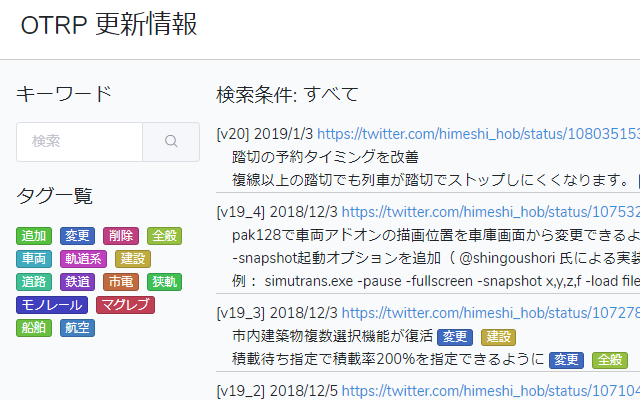 OTRP 更新情報
キーワード
検索
タグ一覧
追加 変更 削除 全般
車両 軌道系 建設
道路 鉄道 市電 狭軌
モノレール マグレブ
船舶 航空
検索条件: すべて
[v20] 2019/1/3 https://twitter.com/himeshi_hob/status/108035153
踏切の予約タイミングを改善
複線以上の踏切でも列車が踏切でストップしにくくなります。
[v19_4] 2018/12/3 https://twitter.com/himeshi_hob/status/107532
pak128で車両アドオンの描画位置を車庫画面から変更できるよ
-snapshot起動オプションを追加（ @shingoushori 氏による実装
例： simutrans.exe -pause -fullscreen -snapshot x,y,z,f -load file
[v19_3] 2018/12/3 https://twitter.com/himeshi_hob/status/107278
市内建築物複数選択機能が復活 変更 建設
積載待ち指定で積載率200%を指定できるように 変更 全般
[v19_2] 2018/12/5 https://twitter.com/himeshi_hob/status/107104